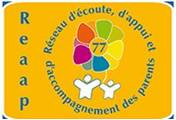 Reaap
Réseau d'écoute, d'appui et
d'accompagnement des parents
77